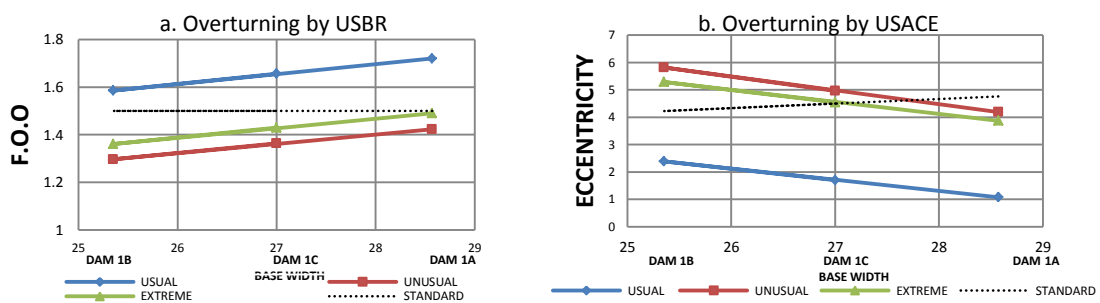 a. Overturning by USBR
1.8
1.6
1.4
1.2
1
F.O.O
25 26 27 28 29
DAM 1B DAM 1C DAM 1A
BASE WIDTH
USUAL UNUSUAL
EXTREME STANDARD
b. Overturning by USACE
7
6
5
4
3
2
1
0
ECCENTRICITY
25 26 27 28 29
DAM 1B DAM 1C DAM 1A
BASE WIDTH
USUAL UNUSUAL EXTREME STANDARD